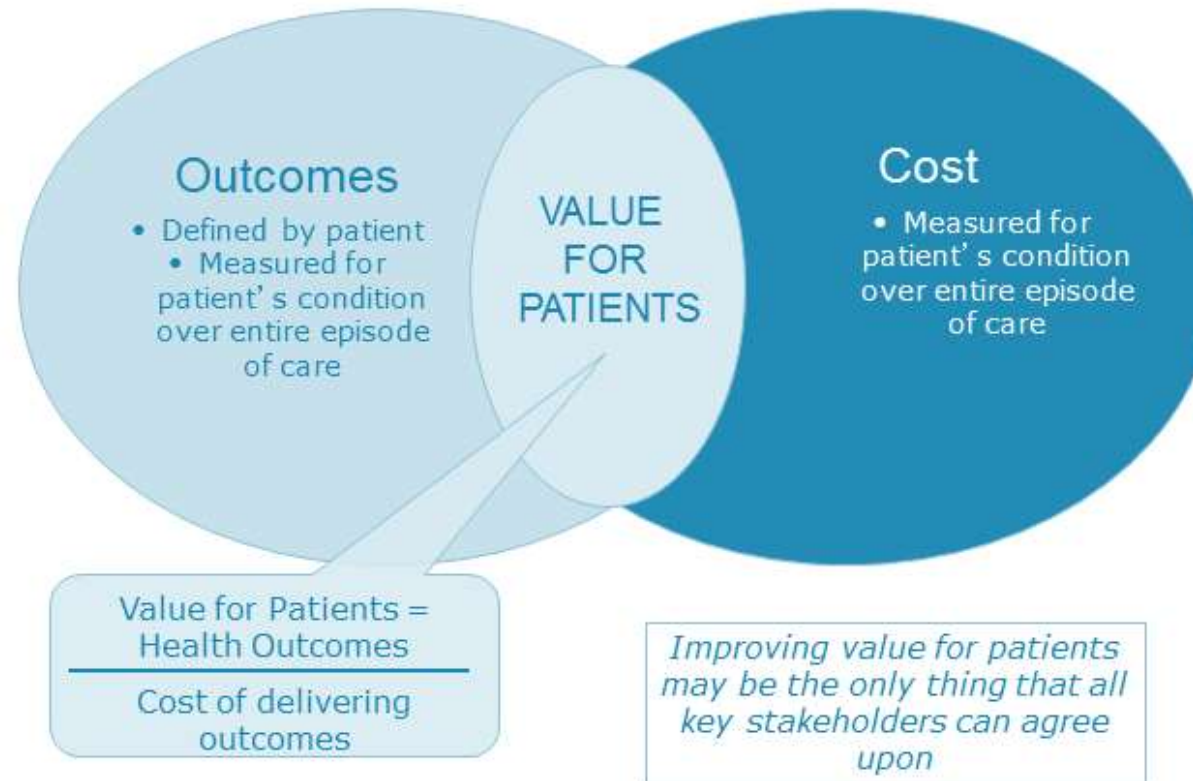 Outcomes
• Defined by patient
• Measured for
patient’s condition
over entire episode
of care
VALUE
FOR
PATIENTS
Cost
• Measured for
patient’s condition
over entire episode
of care
Value for Patients =
Health Outcomes
Cost of delivering
outcomes
Improving value for patients
may be the only thing that all
key stakeholders can agree
upon